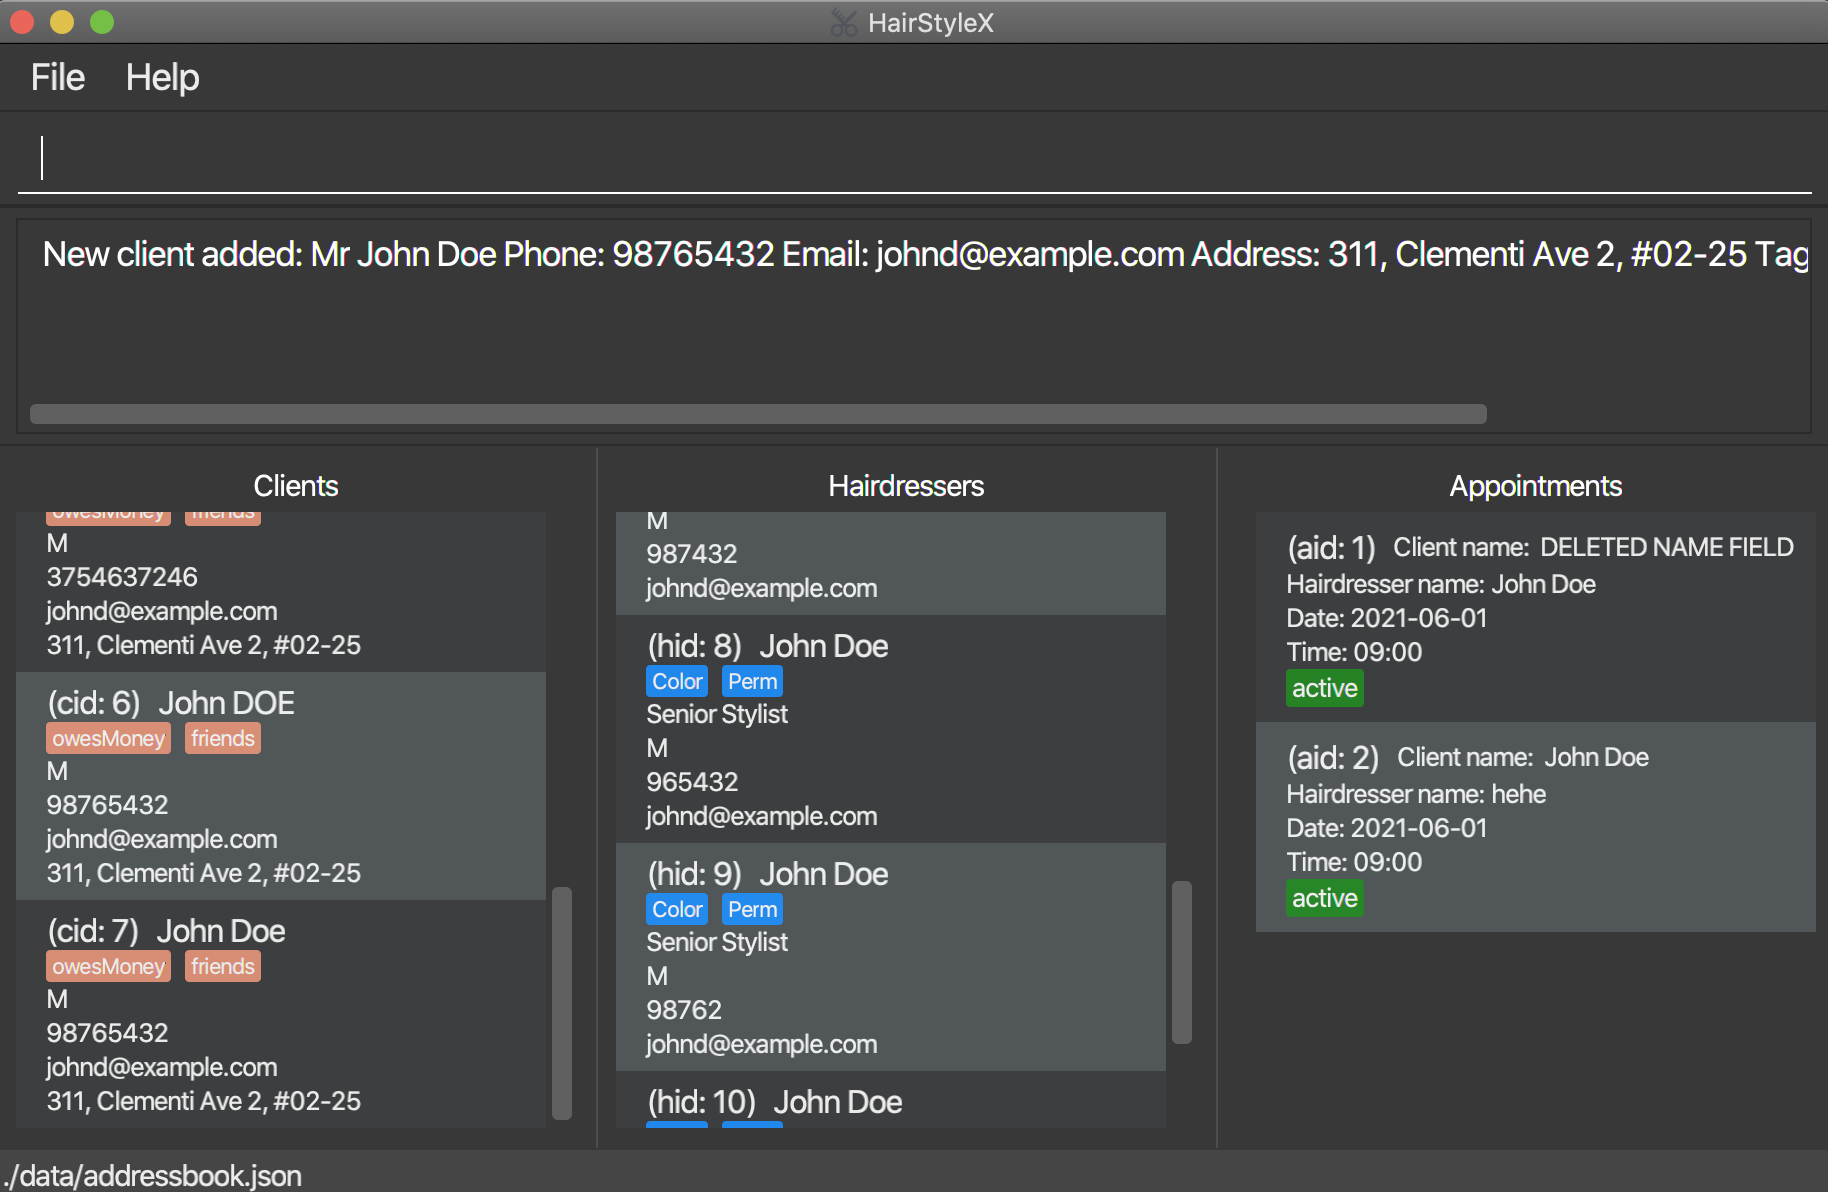 HairStyleX
File Help
New client added: Mr John Doe Phone: 98765432 Email: johnd@example.com Address: 311, Clementi Ave 2, #02-25 Tag
Clients
owesMoney friends
M
3754637246
johnd@example.com
311, Clementi Ave 2, #02-25
(cid: 6) John DOE
owesMoney friends
M
98765432
johnd@example.com
311, Clementi Ave 2, #02-25
(cid: 7) John Doe
owesMoney friends
M
98765432
johnd@example.com
311, Clementi Ave 2, #02-25
Hairdressers
M
987432
johnd@example.com
(hid: 8) John Doe
Color Perm
Senior Stylist
M
965432
johnd@example.com
(hid: 9) John Doe
Color Perm
Senior Stylist
M
98762
johnd@example.com
(hid: 10) John Doe
Appointments
(aid: 1) Client name: DELETED NAME FIELD
Hairdresser name: John Doe
Date: 2021-06-01
Time: 09:00
active
(aid: 2) Client name: John Doe
Hairdresser name: hehe
Date: 2021-06-01
Time: 09:00
active
./data/addressbook.json